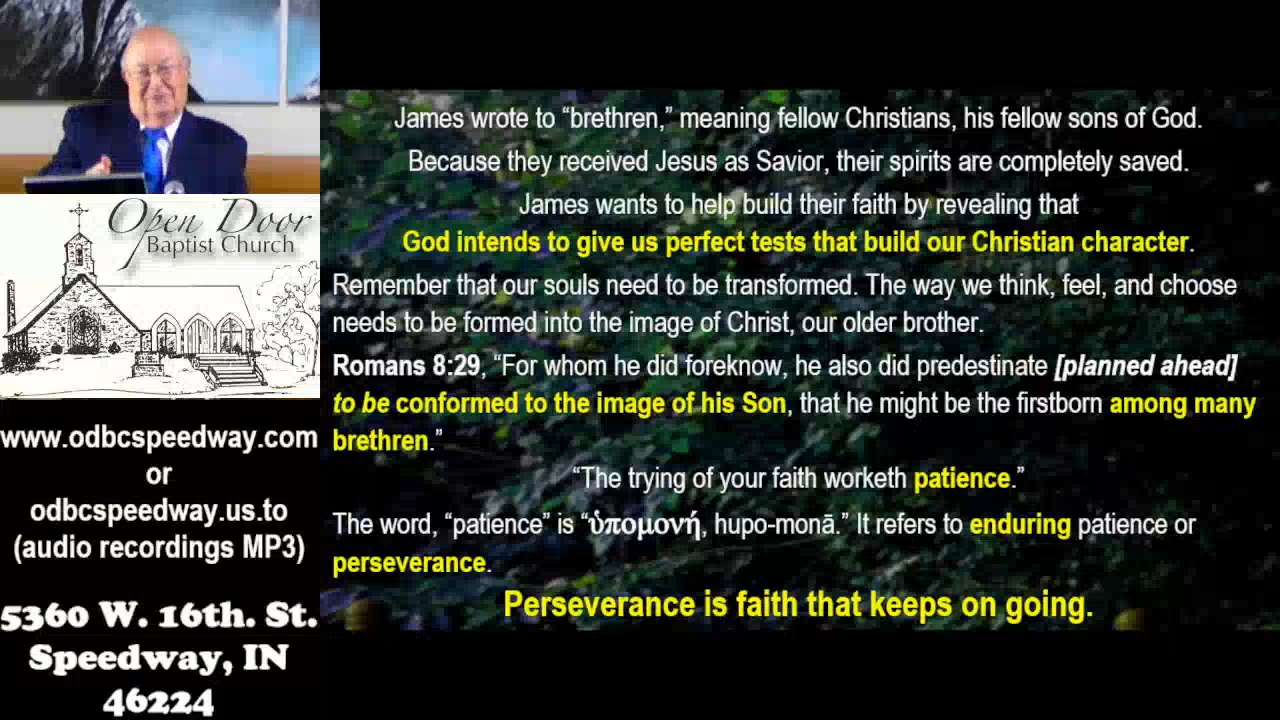 Open Door
Baptist Church
www.odbcspeedway.com
or
odbcspeedway.us.to
(audio recordings MP3)
5360 W. 16th. St.
Speedway, IN
46224
James wrote to “brethren,” meaning fellow Christians, his fellow sons of God.
Because they received Jesus as Savior, their spirits are completely saved.
James wants to help build their faith by revealing that
God intends to give us perfect tests that build our Christian character.
Remember that our souls need to be transformed. The way we think, feel, and choose
needs to be formed into the image of Christ, our older brother.
Romans 8:29, “For whom he did foreknow, he also did predestinate [planned ahead]
to be conformed to the image of his Son, that he might be the firstborn among many
brethren.”
“The trying of your faith worketh patience.”
The word, “patience” is “ὑπομονή, hupo-monā.” It refers to enduring patience or
perseverance.
Perseverance is faith that keeps on going.